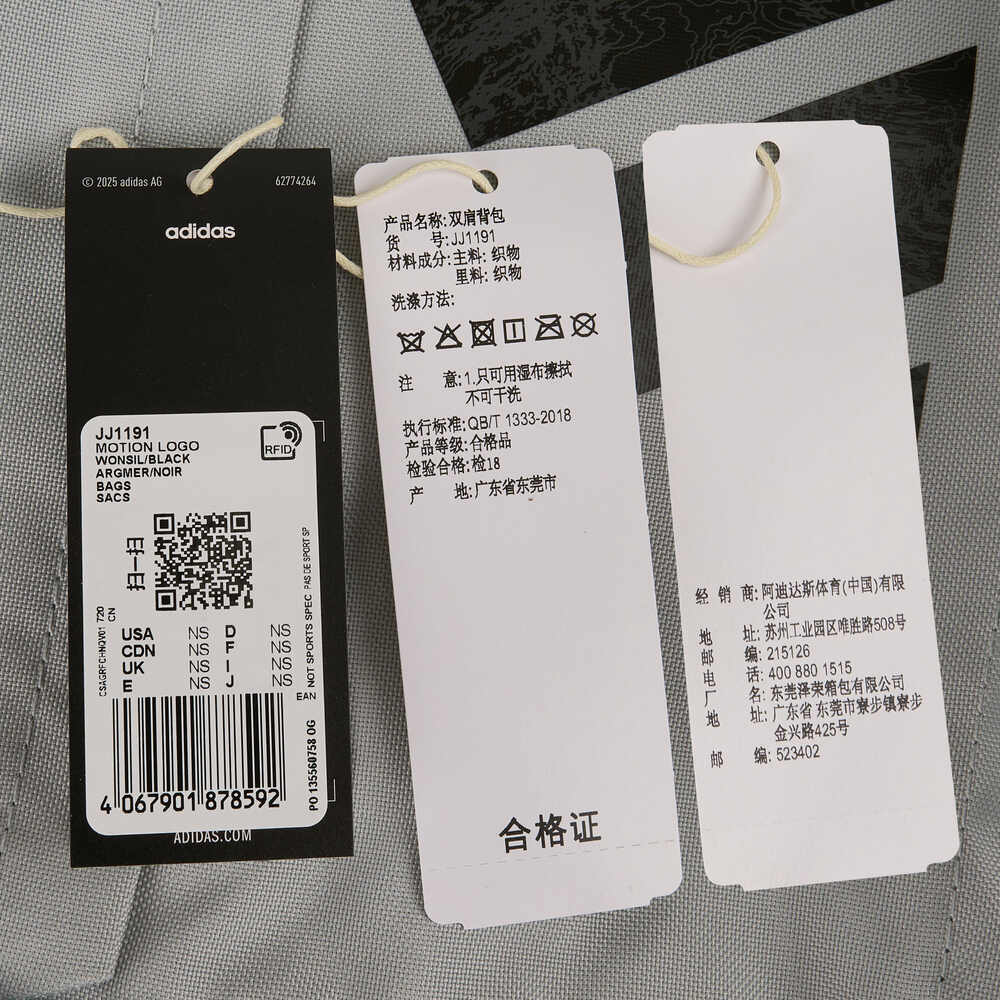 © 2025 adidas AG
62774264
adidas
JJ1191
MOTION LOGO
WONSIL/BLACK
ARGMER/NOIR
BAGS
SACS
RFID
扫一扫
CSAGRFCHNQV01 720
CN
USA NS D NS
CDN NS F NS
UK NS I NS
E NS J NS
NOT SPORTS SPEC PAS DE SPORT SP
EAN
PO 135560758 OG
4 067901 878592
ADIDAS.COM
产品名称:双肩背包
货 号:JJ1191
材料成分:主料: 织物
里料: 织物
洗涤方法:
注 意:1.只可用湿布擦拭
不可干洗
执行标准:QB/T 1333-2018
产品等级:合格品
检验合格:检18
产 地:广东省东莞市
合格证
经 销 商:阿迪达斯体育(中国)有限
公司
地 址:苏州工业园区唯胜路508号
邮 编:215126
电 话:400 880 1515
厂 名:东莞泽荣箱包有限公司
地 址:广东省 东莞市寮步镇寮步
金兴路425号
邮 编:523402